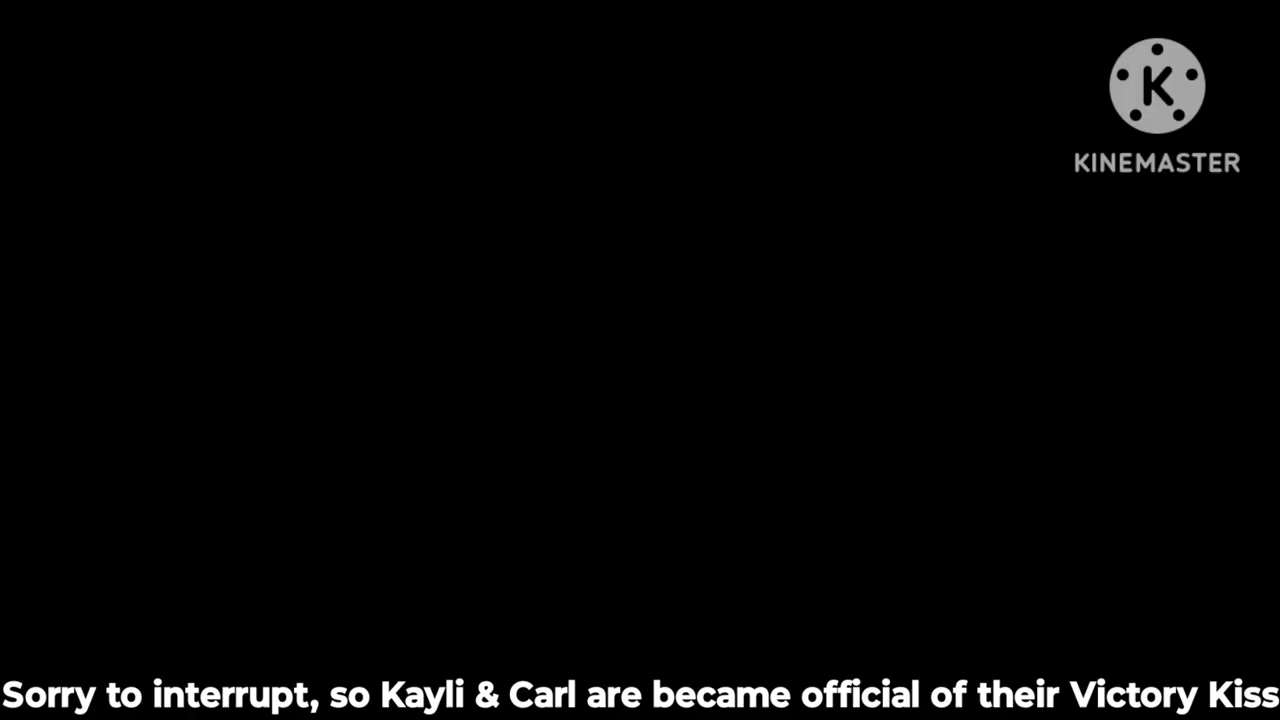 K
KINEMASTER
Sorry to interrupt, so Kayli & Carl are became official of their Victory Kiss